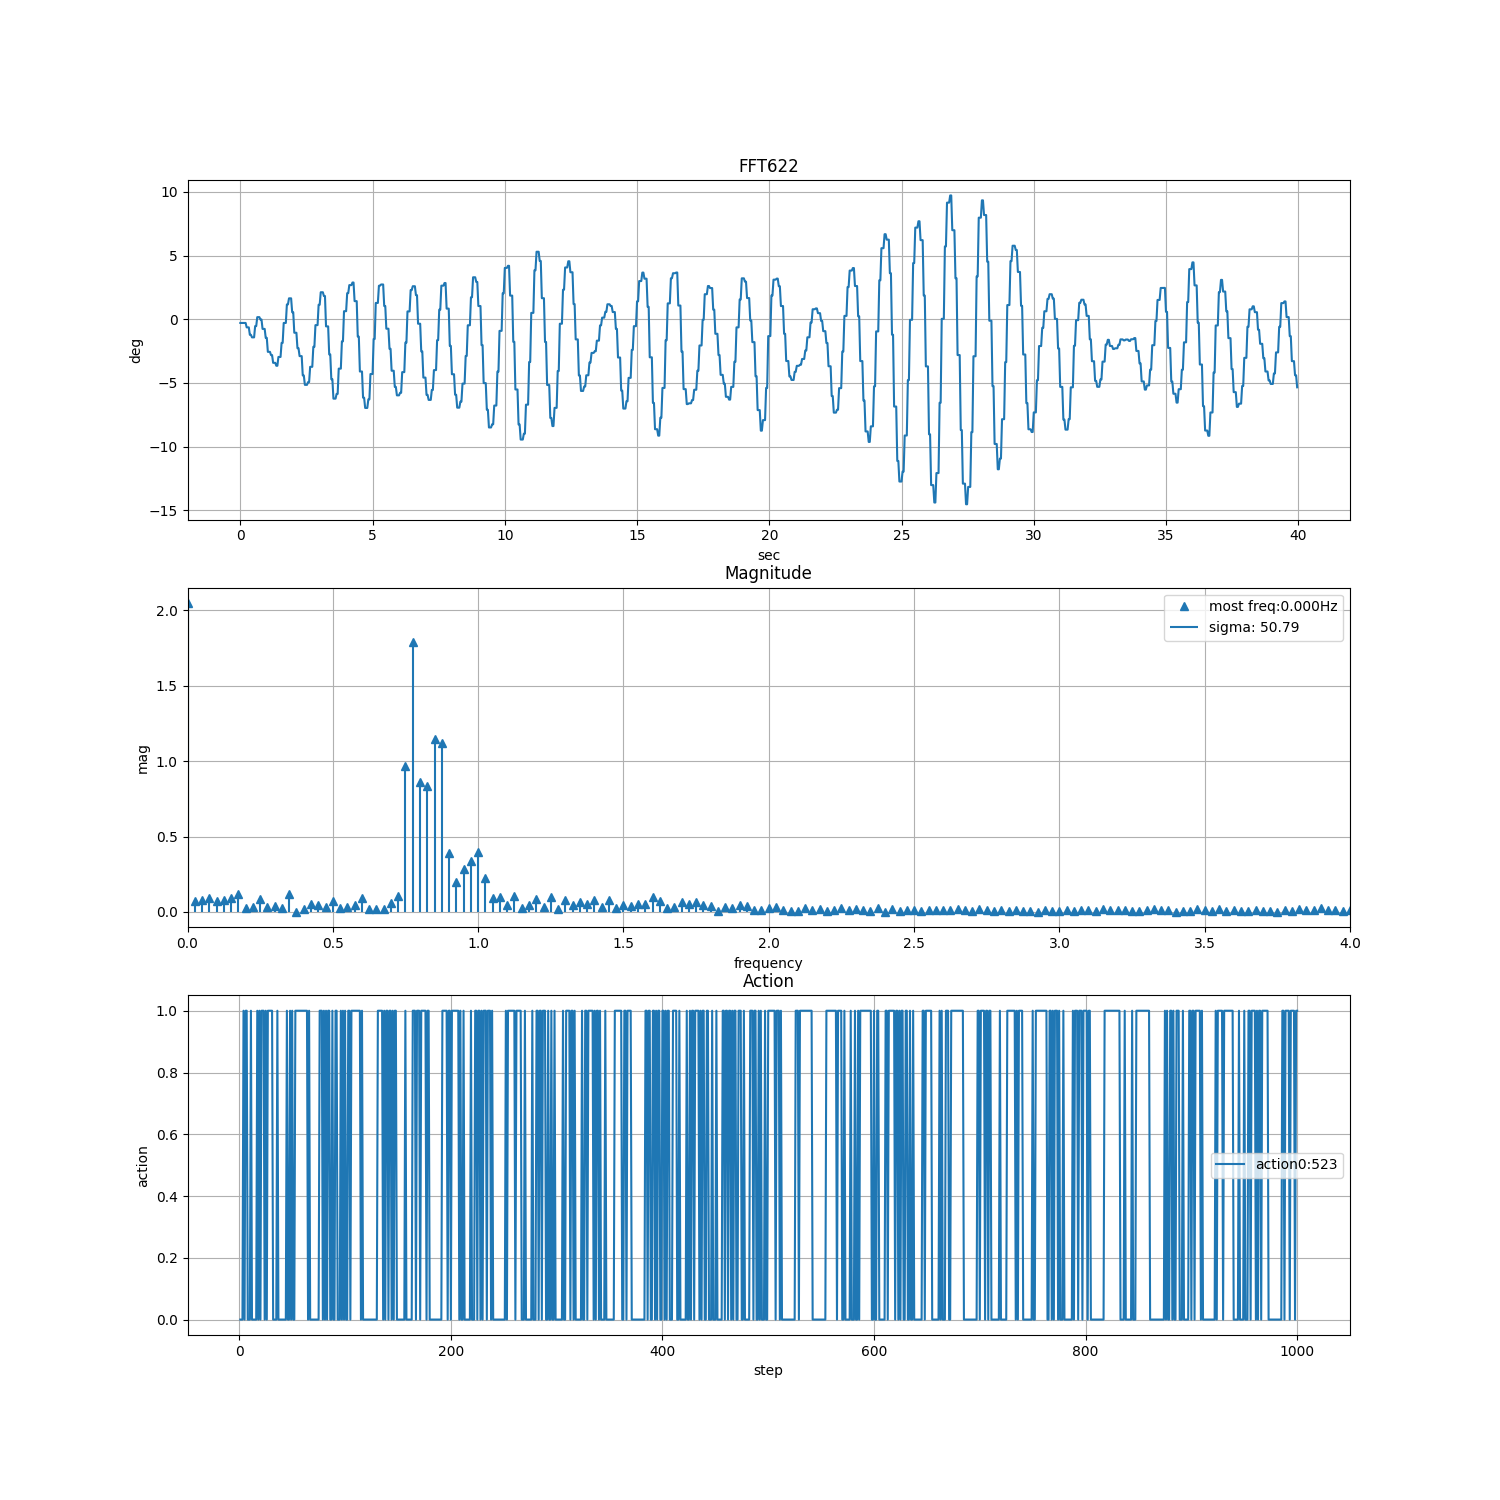 FFT622
10
5
0
−5
−10
−15
deg
0 5 10 15 20 25 30 35 40
sec
Magnitude
2.0
1.5
1.0
0.5
0.0
mag
most freq:0.000Hz
sigma: 50.79
0.0 0.5 1.0 1.5 2.0 2.5 3.0 3.5 4.0
frequency
Action
1.0
0.8
0.6
0.4
0.2
0.0
action
action0:523
0 200 400 600 800 1000
step